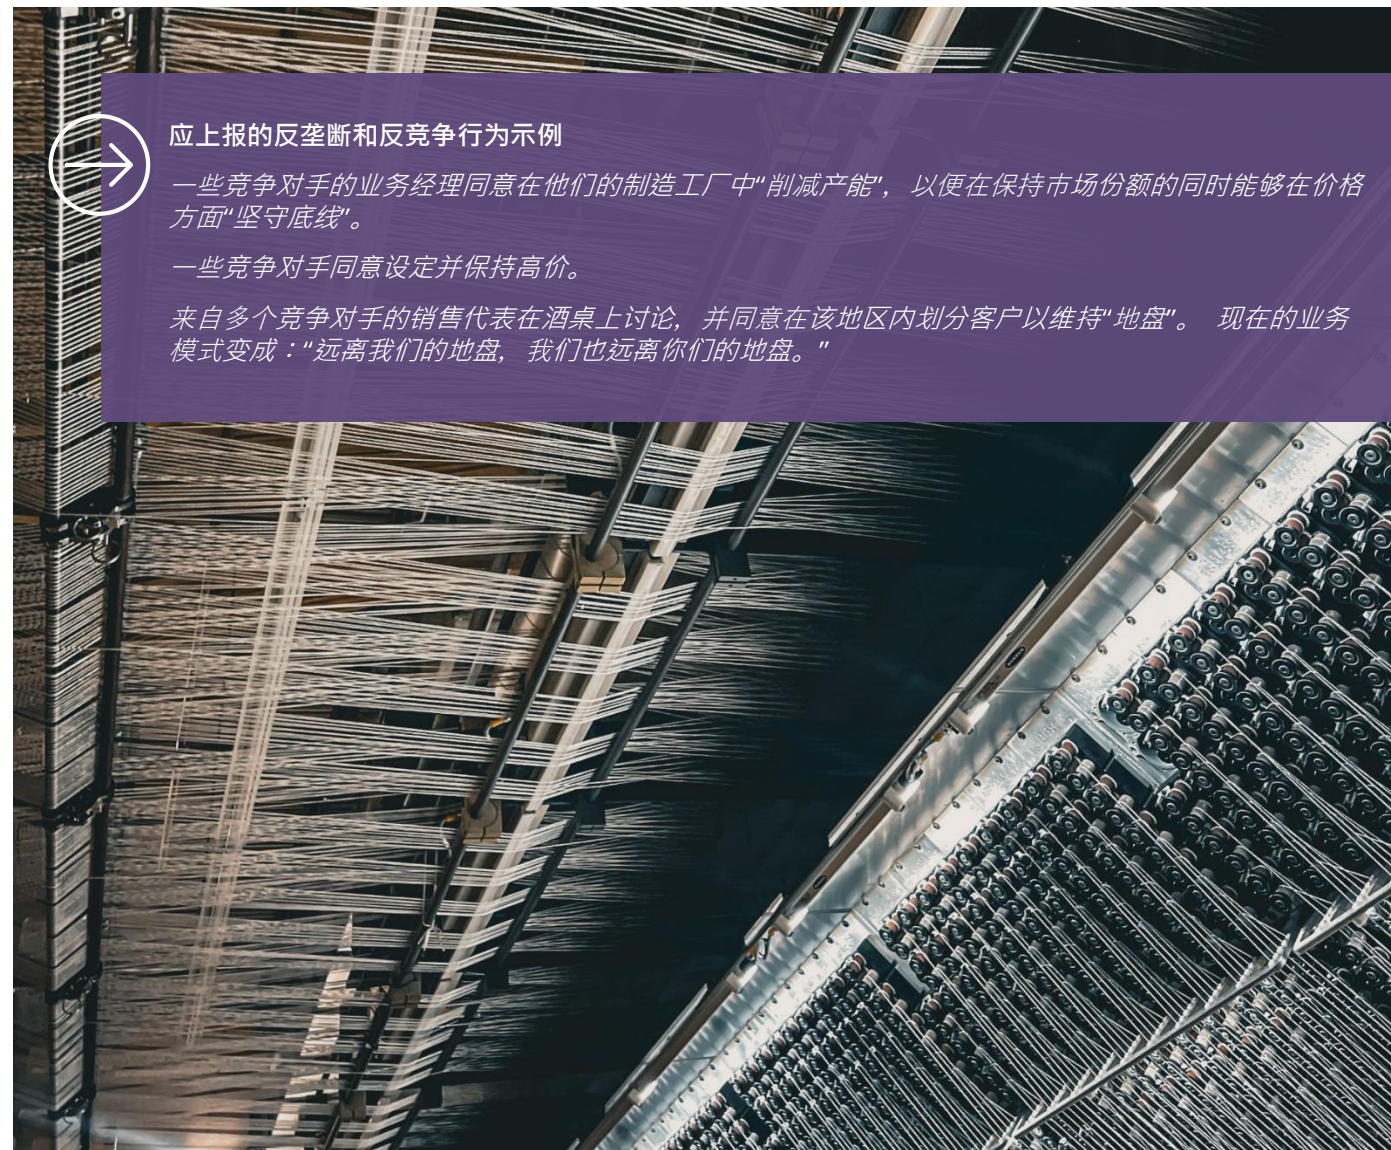 应上报的反垄断和反竞争行为示例
一些竞争对手的业务经理同意在他们的制造工厂中“削减产能”，以便在保持市场份额的同时能够在价格
方面“坚守底线”。
一些竞争对手同意设定并保持高价。
来自多个竞争对手的销售代表在酒桌上讨论，并同意在该地区内划分客户以维持“地盘”。 现在的业务
模式变成：“远离我们的地盘，我们也远离你们的地盘。”